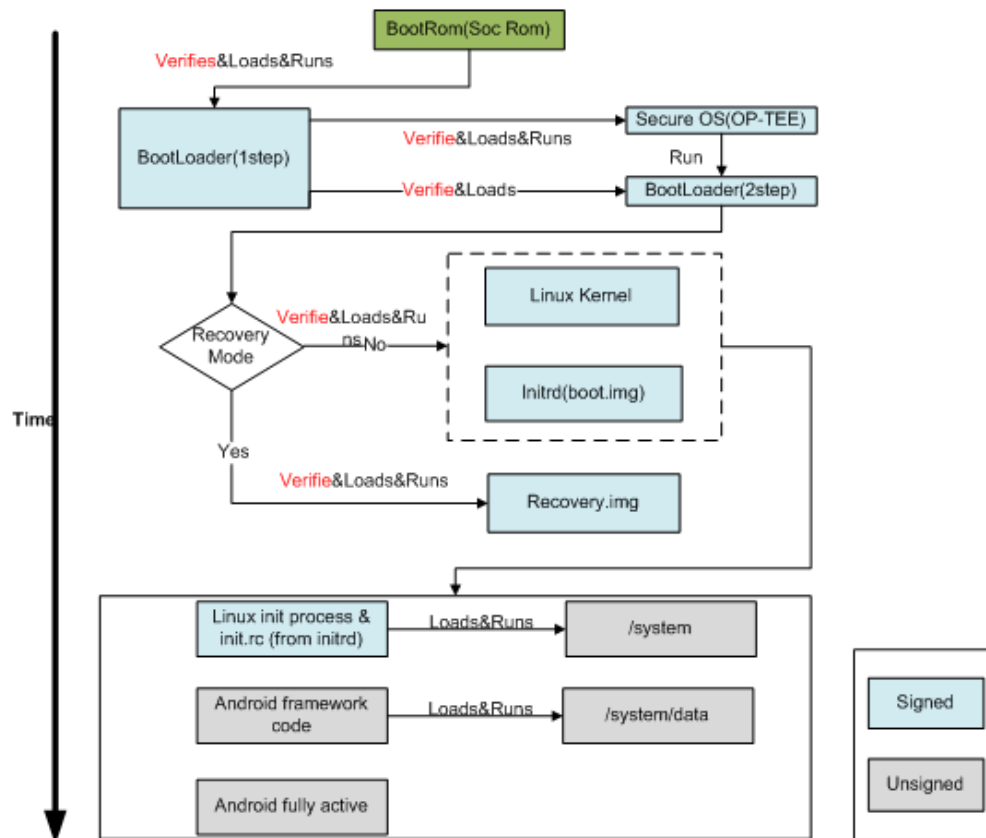 BootRom(Soc Rom)
Verifies&Loads&Runs
BootLoader(1step)
Secure OS(OP-TEE)
Verifie&Loads&Runs
Run
Verifie&Loads
BootLoader(2step)
Linux Kernel
Recovery
Mode
Verifie&Loads&Ru
nsNo
Initrd(boot.img)
Time
Yes
Verifie&Loads&Runs
Recovery.img
Linux init process &
init.rc (from initrd)
Loads&Runs
/system
Android framework
code
Loads&Runs
/system/data
Android fully active
Signed
Unsigned